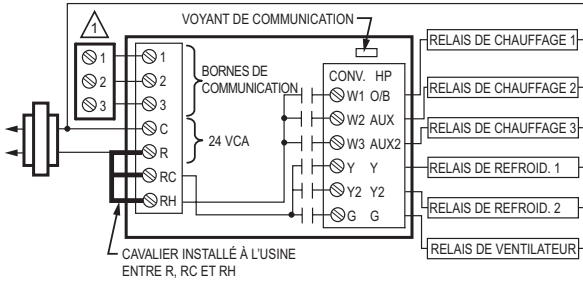 VOYANT DE COMMUNICATION
1
1 1
2 2
3 3
BORNES DE
COMMUNICATION
C
24 VCA
R
RC
RH
CONV. HP
W1 O/B
W2 AUX
W3 AUX2
Y Y
Y2 Y2
G G
RELAIS DE CHAUFFAGE 1
RELAIS DE CHAUFFAGE 2
RELAIS DE CHAUFFAGE 3
RELAIS DE REFROID. 1
RELAIS DE REFROID. 2
RELAIS DE VENTILATEUR
CAVALIER INSTALLÉ À L'USINE
ENTRE R, RC ET RH